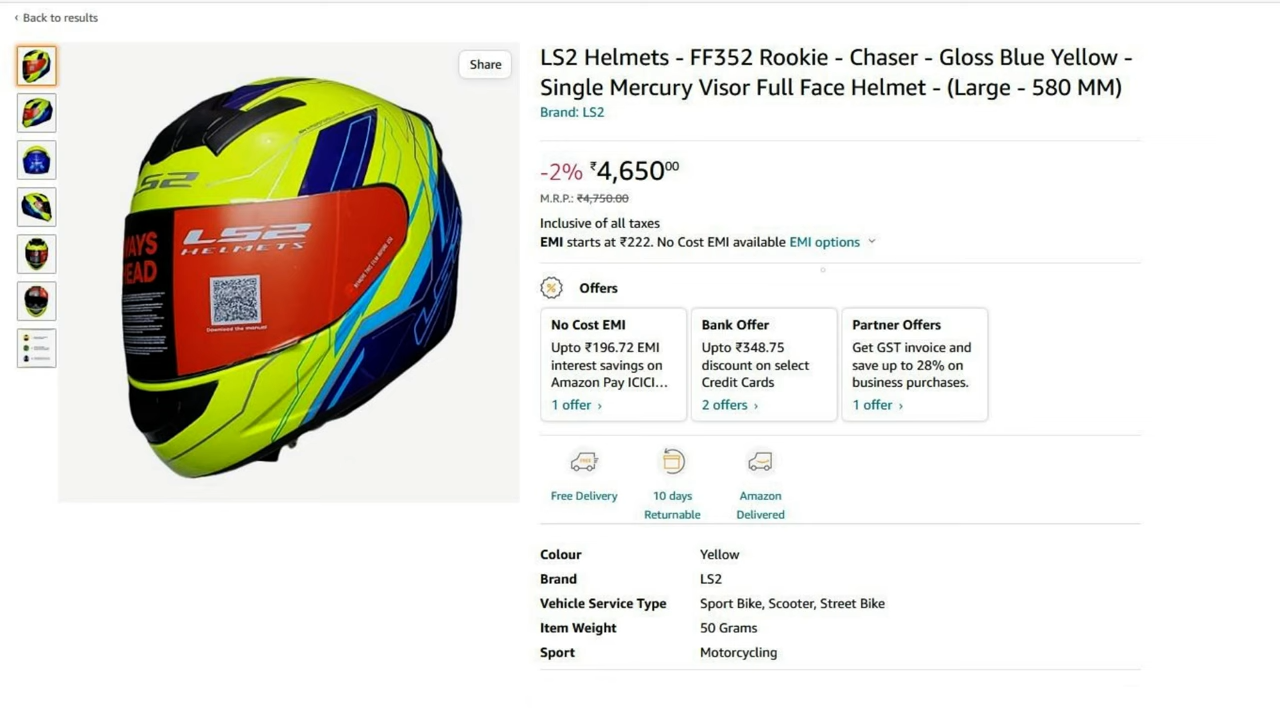 ‹ Back to results
Share
LS2
WAYS
EAD
LS2
HELMETS
Download the manual
LS2 Helmets - FF352 Rookie - Chaser - Gloss Blue Yellow -
Single Mercury Visor Full Face Helmet - (Large - 580 MM)
Brand: LS2
-2% ₹4,65000
M.R.P.: ₹4,750.00
Inclusive of all taxes
EMI starts at ₹222. No Cost EMI available EMI options
Offers
No Cost EMI
Upto ₹196.72 EMI
interest savings on
Amazon Pay ICICI…
1 offer ›
Bank Offer
Upto ₹348.75
discount on select
Credit Cards
2 offers ›
Partner Offers
Get GST invoice and
save up to 28% on
business purchases.
1 offer ›
FREE
Free Delivery
10 days
Returnable
Amazon
Delivered
Colour Yellow
Brand LS2
Vehicle Service Type Sport Bike, Scooter, Street Bike
Item Weight 50 Grams
Sport Motorcycling